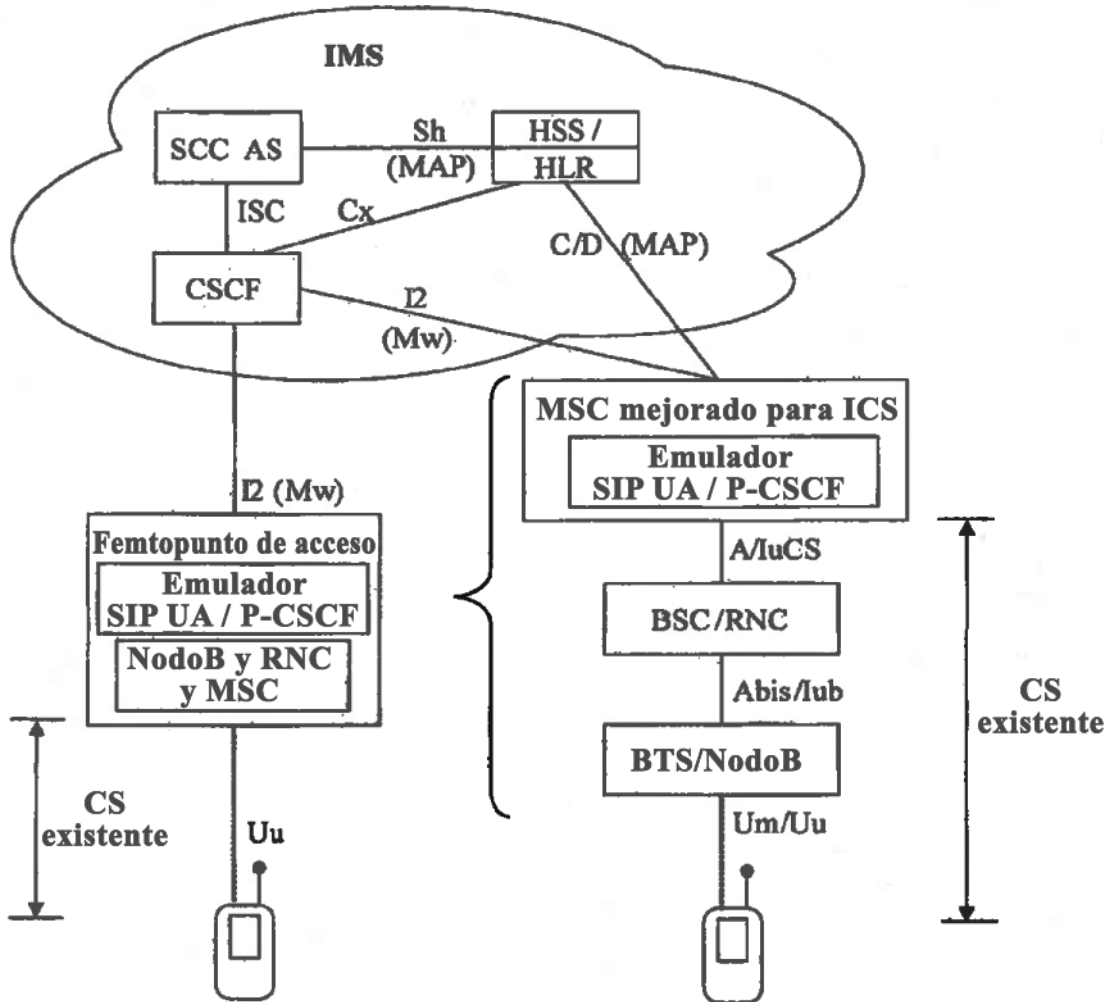 IMS
SCC AS
Sh
(MAP)
HSS /
HLR
ISC
Cx
C/D (MAP)
CSCF
I2
(Mw)
MSC mejorado para ICS
Emulador
SIP UA / P-CSCF
I2 (Mw)
Femtopunto de acceso
Emulador
SIP UA / P-CSCF
NodoB y RNC
y MSC
A/IuCS
BSC/RNC
Abis/Iub
BTS/NodoB
Um/Uu
CS
existente
CS
existente
Uu